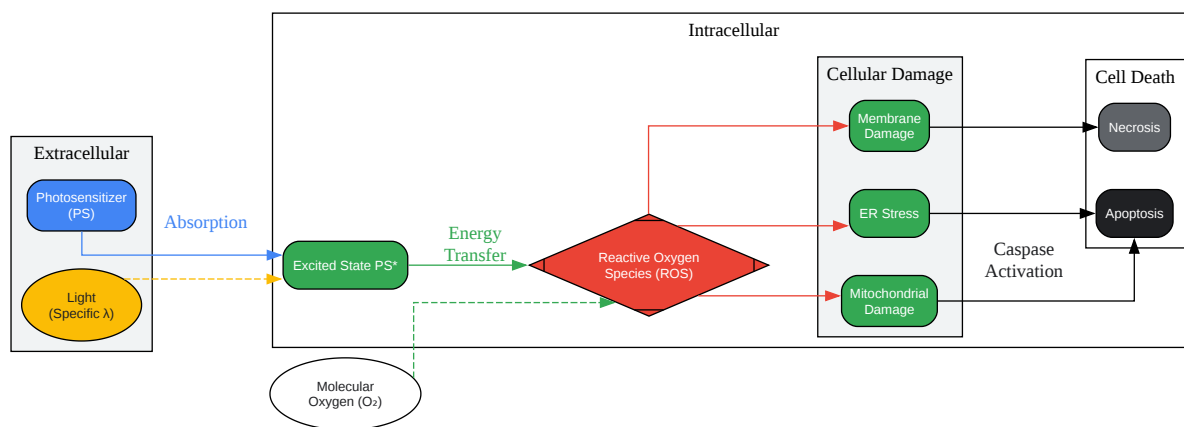 Intracellular
Extracellular
Photosensitizer
(PS)
Light
(Specific λ)
Absorption
Excited State PS*
Energy
Transfer
Molecular
Oxygen (O₂)
Reactive Oxygen
Species (ROS)
Cellular Damage
Membrane
Damage
ER Stress
Mitochondrial
Damage
Caspase
Activation
Cell Death
Necrosis
Apoptosis